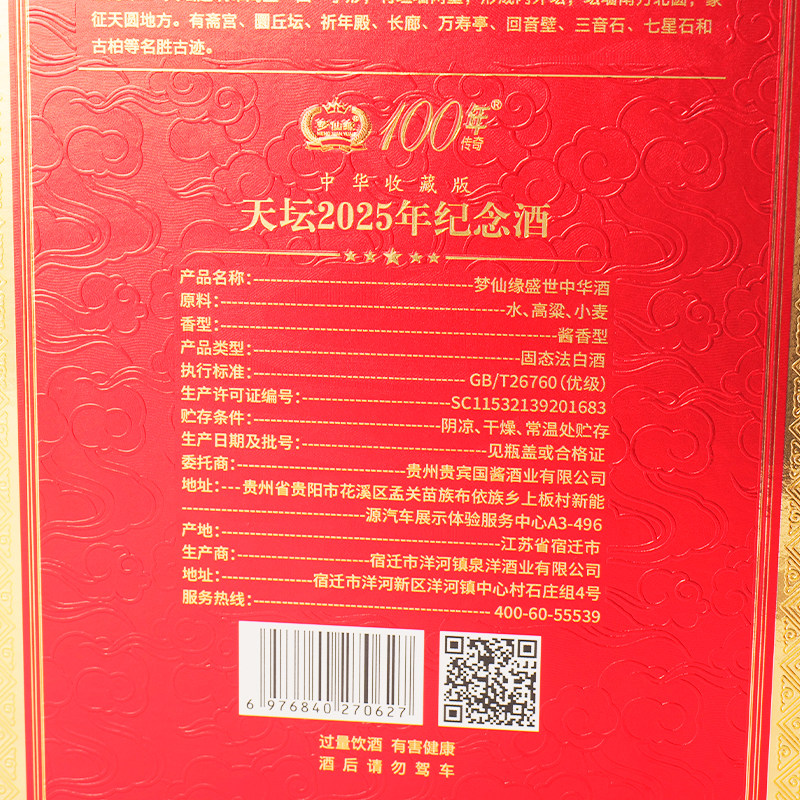 征天圆地方。有斋宫、圜丘坛、祈年殿、长廊、万寿亭、回音壁、三音石、七星石和
古柏等名胜古迹。
梦仙缘® 100年®
传奇
中华收藏版
天坛2025年纪念酒
产品名称:梦仙缘盛世中华酒
原料:水、高粱、小麦
香型:酱香型
产品类型:固态法白酒
执行标准:GB/T26760(优级)
生产许可证编号:SC11532139201683
贮存条件:阴凉、干燥、常温处贮存
生产日期及批号:见瓶盖或合格证
委托商:贵州贵宾国酱酒业有限公司
地址:贵州省贵阳市花溪区孟关苗族布依族乡上板村新能
源汽车展示体验服务中心A3-496
产地:江苏省宿迁市
生产商:宿迁市洋河镇泉洋酒业有限公司
地址:宿迁市洋河新区洋河镇中心村石庄组4号
服务热线:400-60-55539
6 976840 270627
过量饮酒 有害健康
酒后请勿驾车